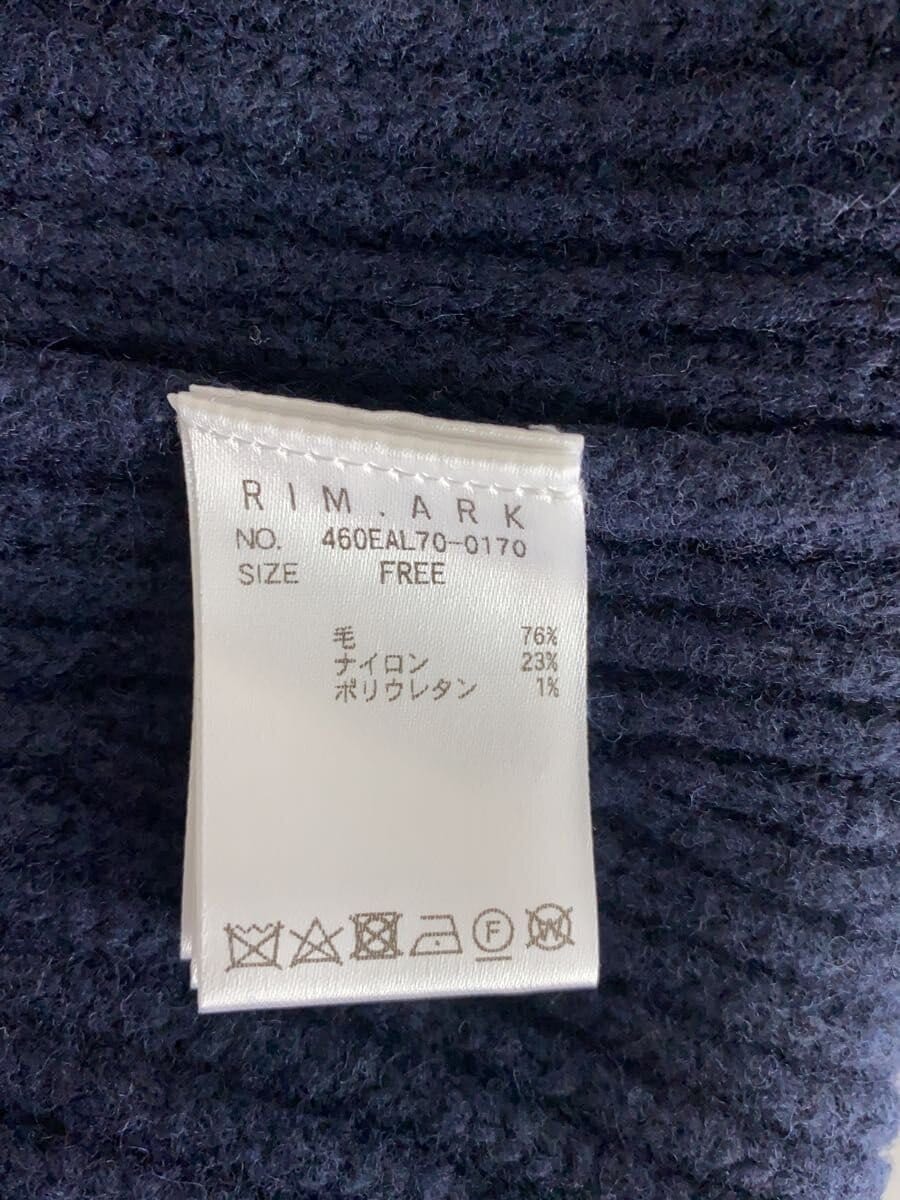 RIM.ARK
NO. 460EAL70-0170
SIZE FREE
毛 76%
ナイロン 23%
ポリウレタン 1%
F W